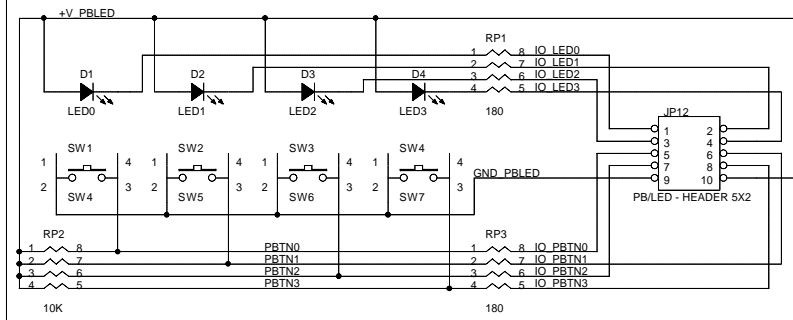 +V_PBLED
RP1
1 8 IO_LED0
2 7 IO_LED1
3 6 IO_LED2
4 5 IO_LED3
180
D1 D2 D3 D4
LED0 LED1 LED2 LED3
JP12
1 2
3 4
5 6
7 8
9 10
PB/LED - HEADER 5X2
SW1 SW2 SW3 SW4
1 4 1 4 1 4 1 4
2 3 2 3 2 3 2 3
SW4 SW5 SW6 SW7
GND_PBLED
RP2 RP3
1 8 PBTN0 1 8 IO_PBTN0
2 7 PBTN1 2 7 IO_PBTN1
3 6 PBTN2 3 6 IO_PBTN2
4 5 PBTN3 4 5 IO_PBTN3
10K 180